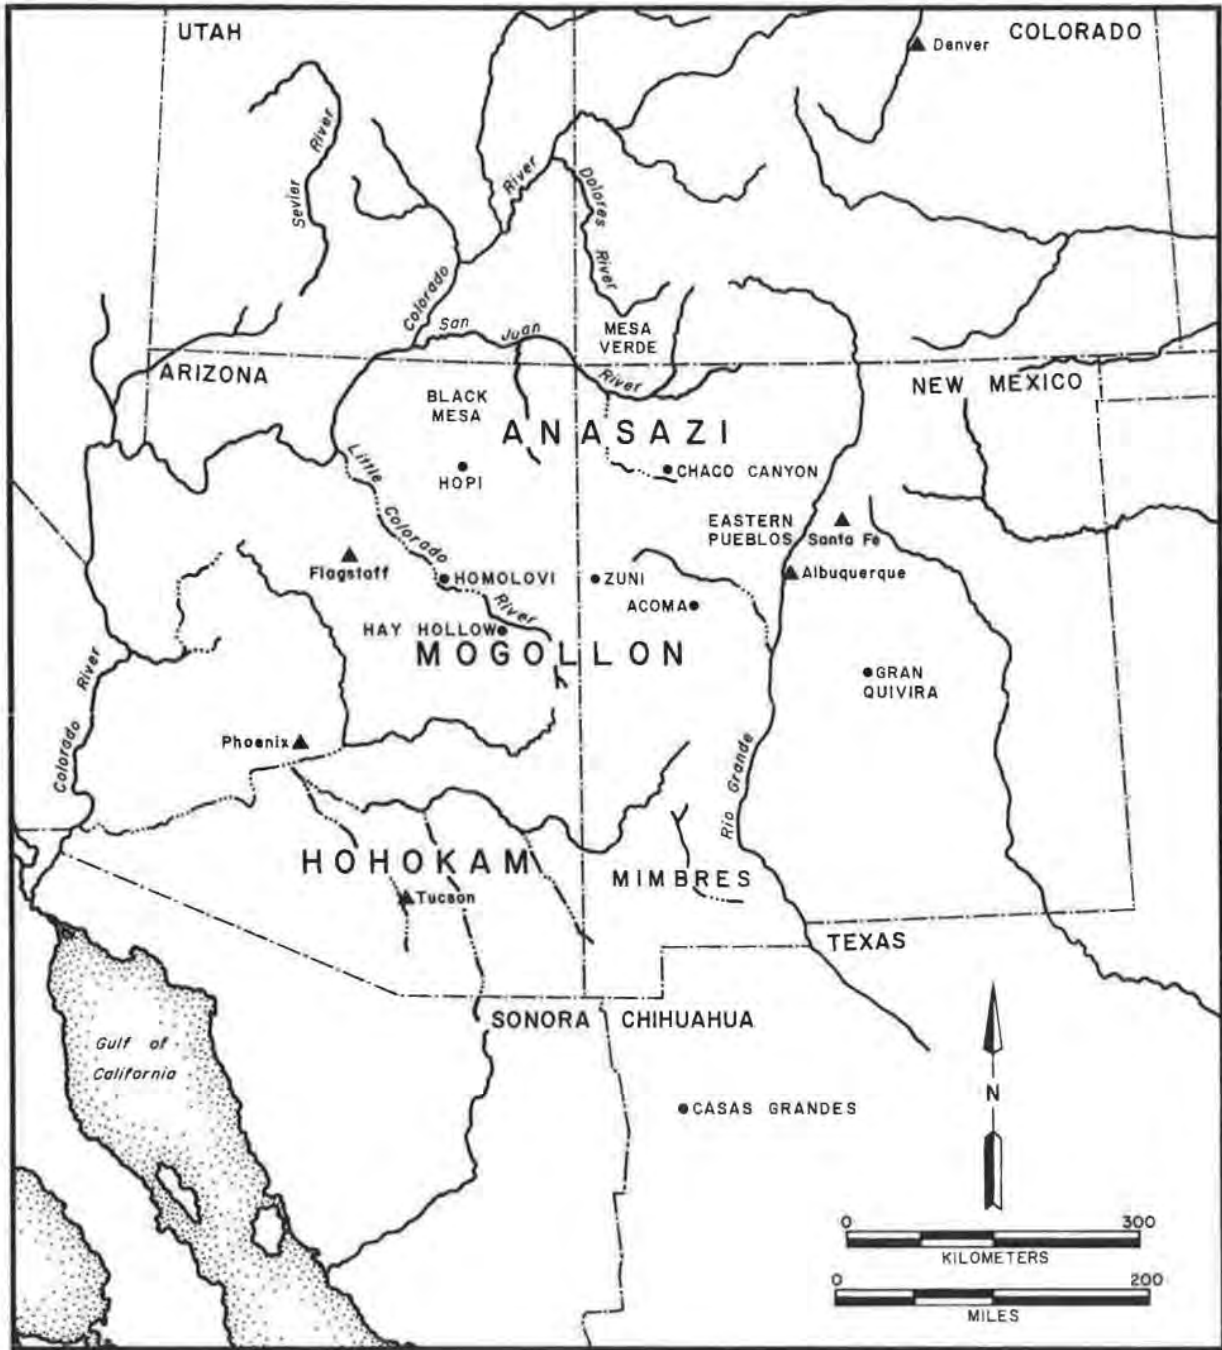 UTAH
COLORADO
Denver
Sevier River
River
Dolores River
Colorado
San Juan River
MESA
VERDE
ARIZONA
NEW MEXICO
BLACK
MESA
ANASAZI
Little Colorado River
HOPI
CHACO CANYON
EASTERN
PUEBLOS
Santa Fe
Flagstaff
HOMOLOVI
ZUNI
Albuquerque
ACOMA
HAY HOLLOW
MOGOLLON
GRAN
QUIVIRA
Colorado River
Phoenix
Rio Grande
HOHOKAM
MIMBRES
Tucson
TEXAS
SONORA
CHIHUAHUA
Gulf of
California
N
CASAS GRANDES
0 300
KILOMETERS
0 200
MILES